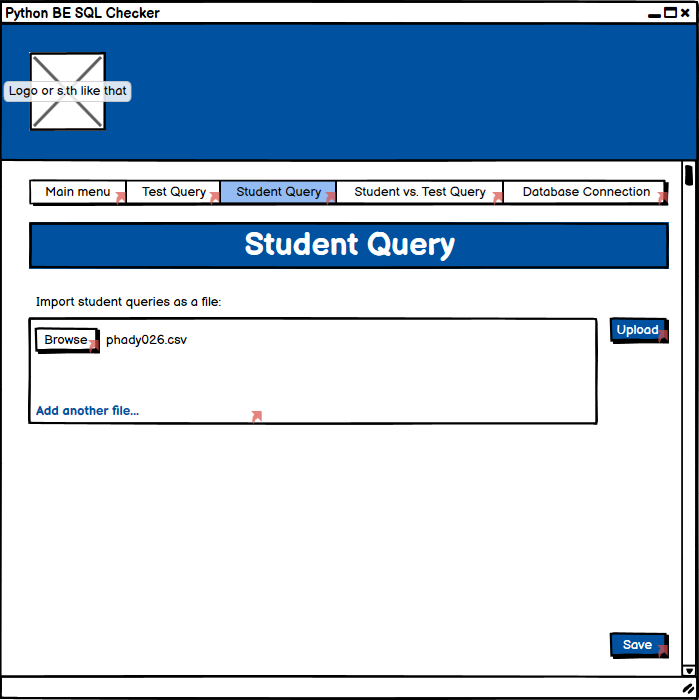 Python BE SQL Checker
Logo or s.th like that
Main menu Test Query Student Query Student vs. Test Query Database Connection
Student Query
Import student queries as a file:
Browse phady026.csv Upload
Add another file...
Save